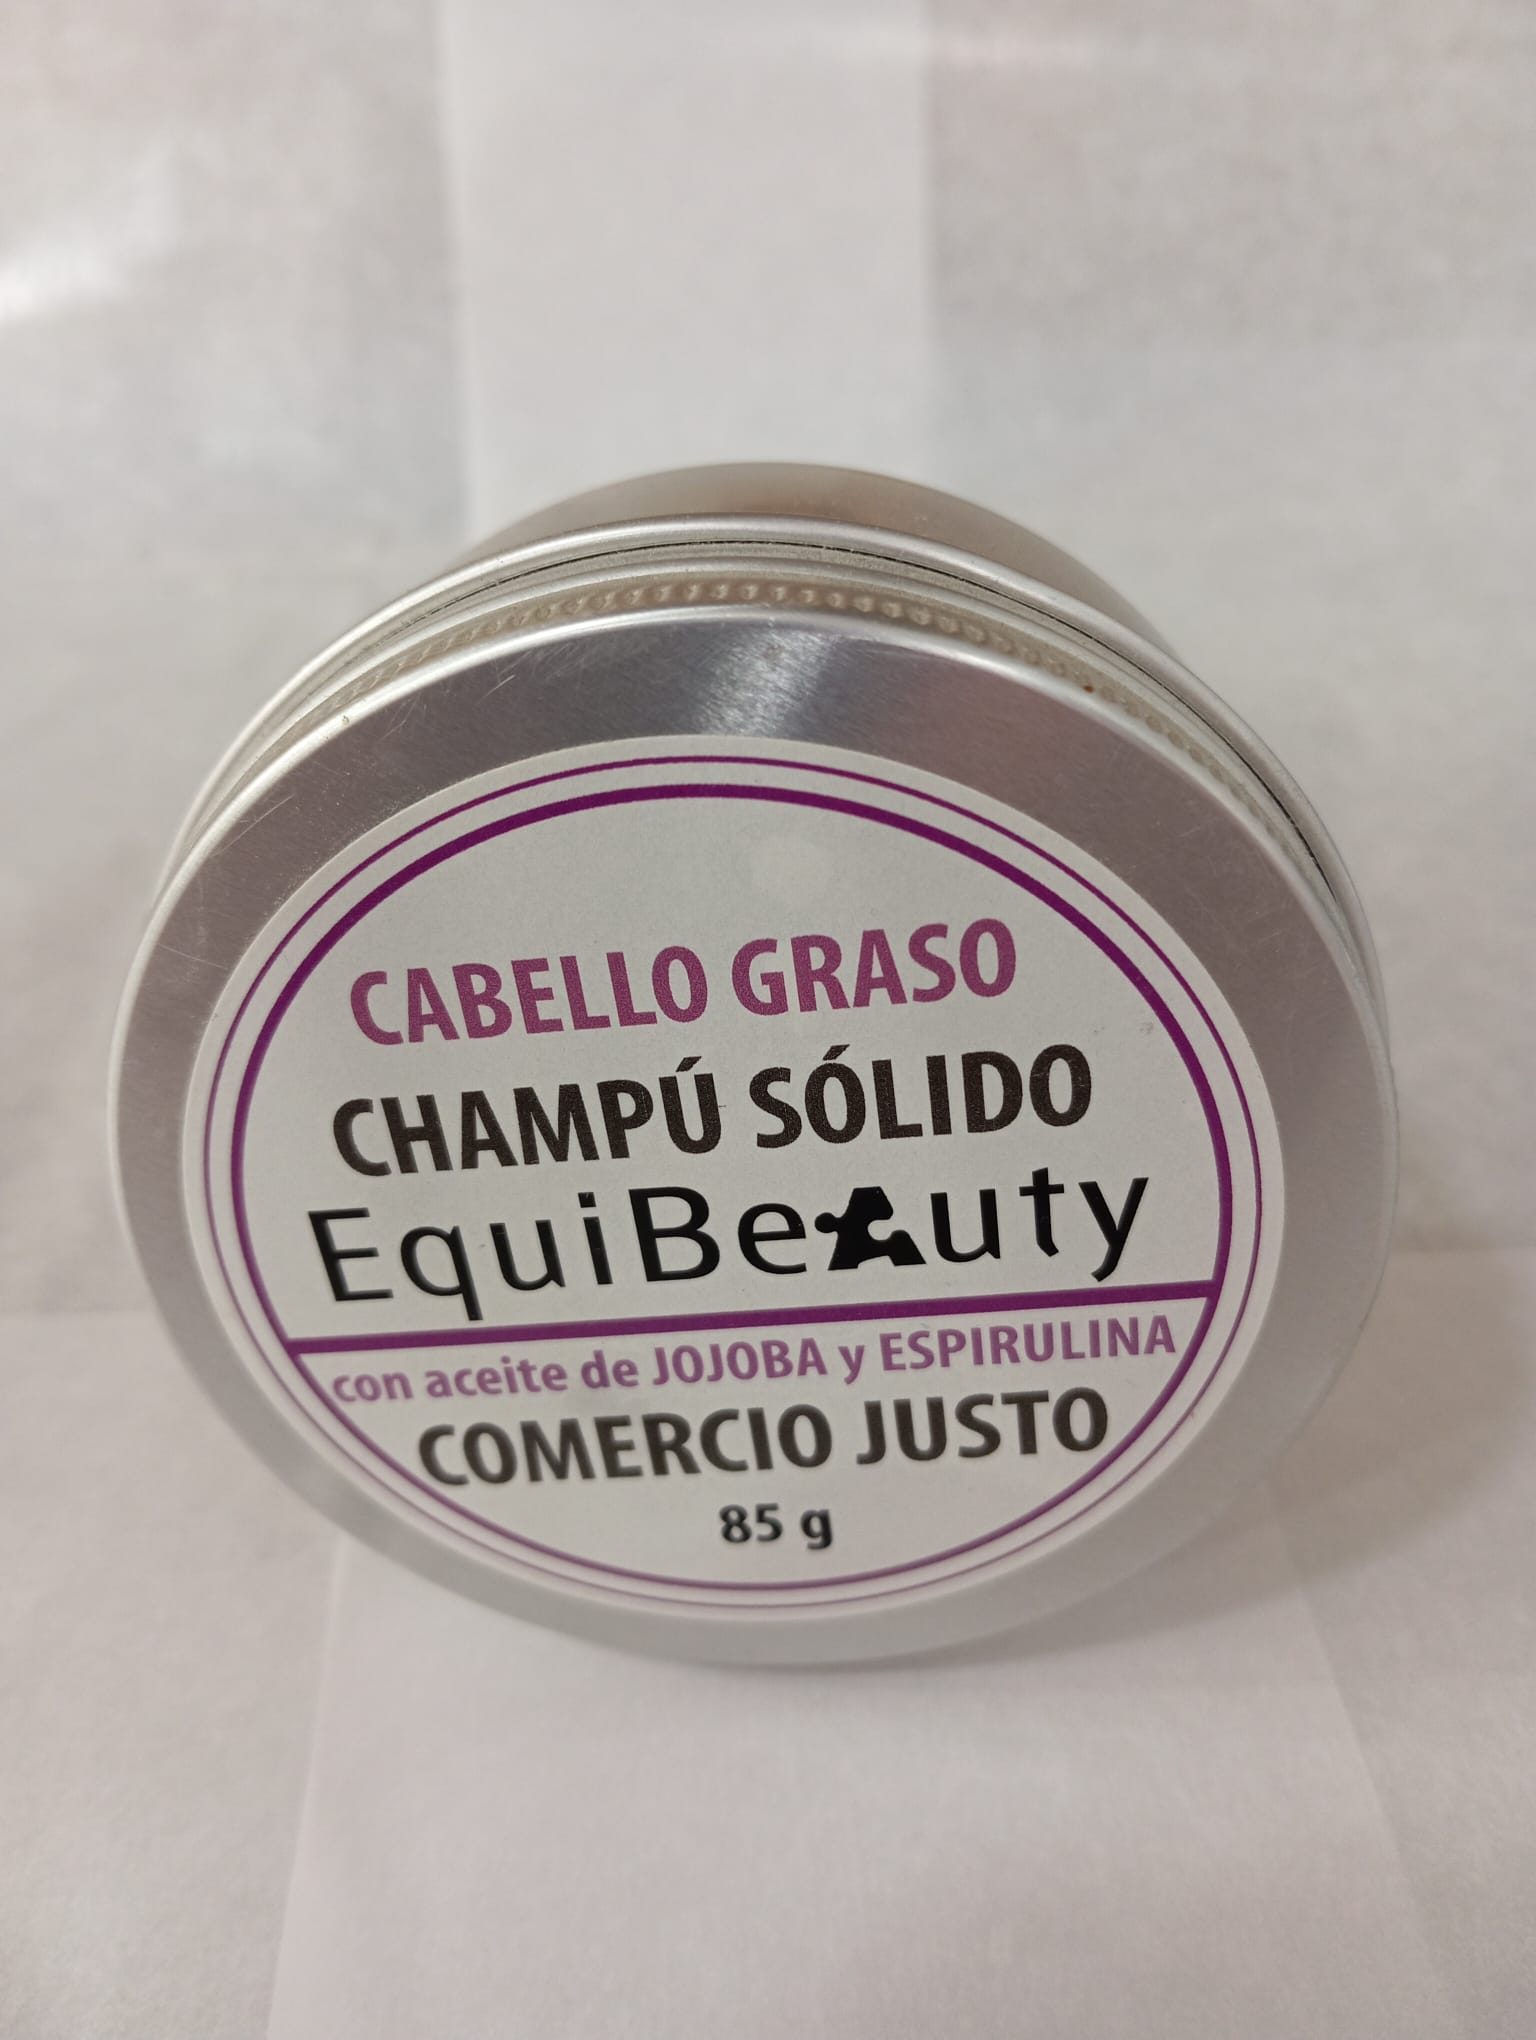 CABELLO GRASO
CHAMPÚ SÓLIDO
EquiBeAuty
con aceite de JOJOBA y ESPIRULINA
COMERCIO JUSTO
85 g